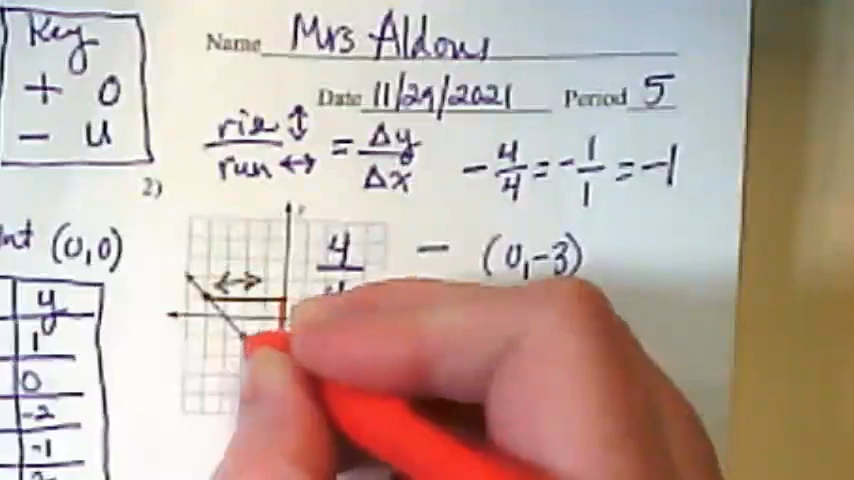 Key
+ 0
- u
Name Mrs Aldous
Date 11/29/2021 Period 5
rise ↕ / run ↔ = Δy / Δx
- 4/4 = - 1/1 = -1
2)
(0,0)
y
1
0
-2
-1
y
↔
4
- (0,-3)